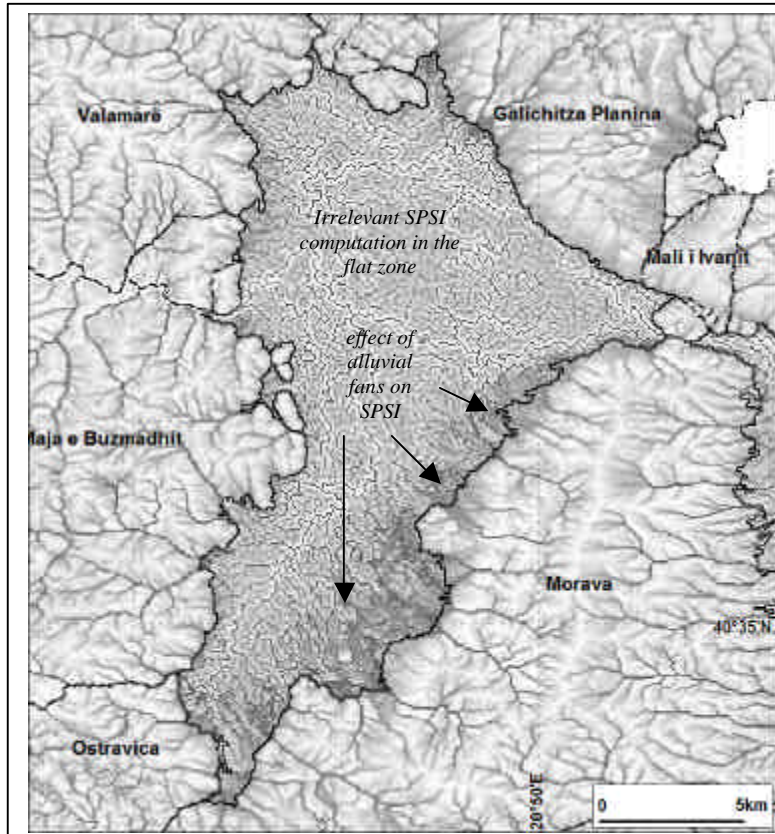 Valamarë
Galichitza Planina
Irrelevant SPSI
computation in the
flat zone
Mali i Ivanit
effect of
alluvial
fans on
SPSI
Maja e Buzmadhit
Morava
40°35 N
Ostravica
20°50'E
0 5km